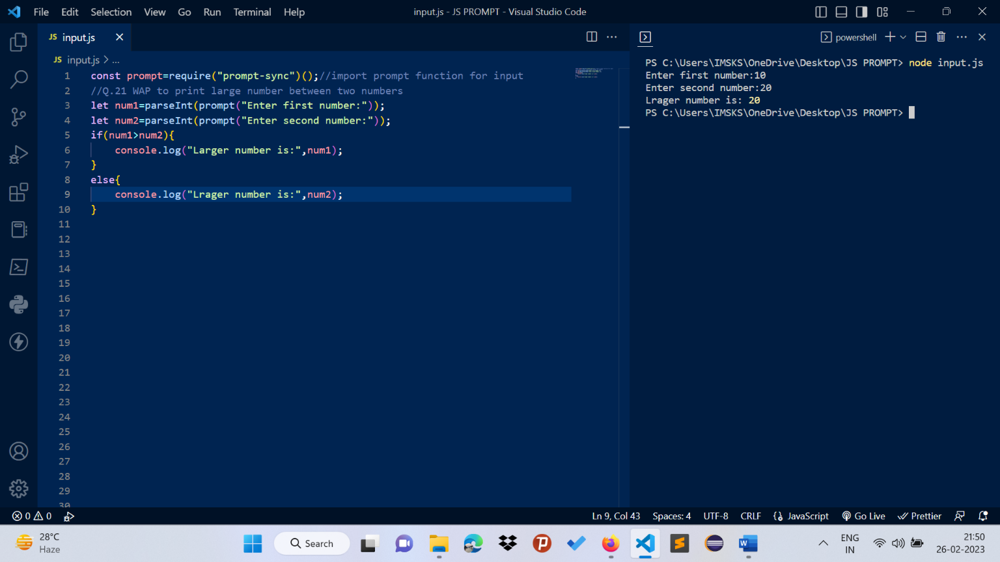 File Edit Selection View Go Run Terminal Help
input.js - JS PROMPT - Visual Studio Code
JS input.js
powershell
JS input.js > ...
1 const prompt=require("prompt-sync")();//import prompt function for input
2 //Q.21 WAP to print large number between two numbers
3 let num1=parseInt(prompt("Enter first number:"));
4 let num2=parseInt(prompt("Enter second number:"));
5 if(num1>num2){
6 console.log("Larger number is:",num1);
7 }
8 else{
9 console.log("Lrager number is:",num2);
10 }
11
12
13
14
15
16
17
18
19
20
21
22
23
24
25
26
27
28
29
30
PS C:\Users\IMSKS\OneDrive\Desktop\JS PROMPT> node input.js
Enter first number:10
Enter second number:20
Lrager number is: 20
PS C:\Users\IMSKS\OneDrive\Desktop\JS PROMPT>
0 0 Ln 9, Col 43 Spaces: 4 UTF-8 CRLF {} JavaScript Go Live Prettier
28°C
Haze
Search
ENG
IN
21:50
26-02-2023